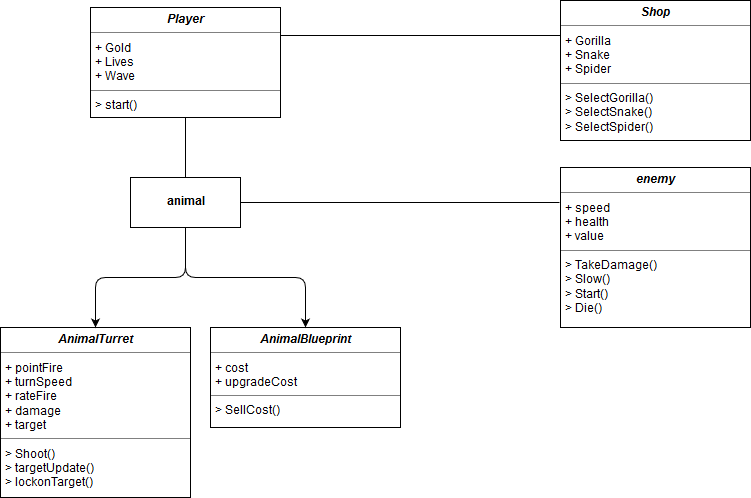 Player
+ Gold
+ Lives
+ Wave
> start()
Shop
+ Gorilla
+ Snake
+ Spider
> SelectGorilla()
> SelectSnake()
> SelectSpider()
animal
enemy
+ speed
+ health
+ value
> TakeDamage()
> Slow()
> Start()
> Die()
AnimalTurret
+ pointFire
+ turnSpeed
+ rateFire
+ damage
+ target
> Shoot()
> targetUpdate()
> lockonTarget()
AnimalBlueprint
+ cost
+ upgradeCost
> SellCost()